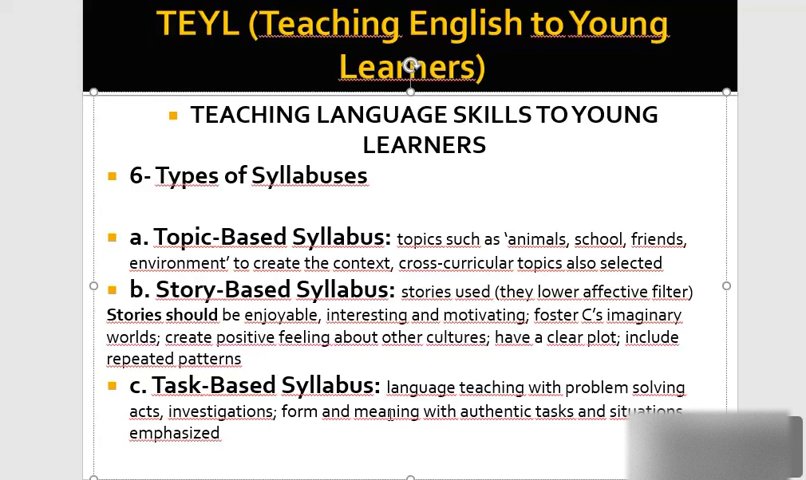 TEYL (Teaching English to Young
Learners)
TEACHING LANGUAGE SKILLS TO YOUNG
LEARNERS
6- Types of Syllabuses
a. Topic-Based Syllabus: topics such as ‘animals, school, friends,
environment’ to create the context, cross-curricular topics also selected
b. Story-Based Syllabus: stories used (they lower affective filter)
Stories should be enjoyable, interesting and motivating; foster C’s imaginary
worlds; create positive feeling about other cultures; have a clear plot; include
repeated patterns
c. Task-Based Syllabus: language teaching with problem solving
acts, investigations; form and meaning with authentic tasks and situations
emphasized